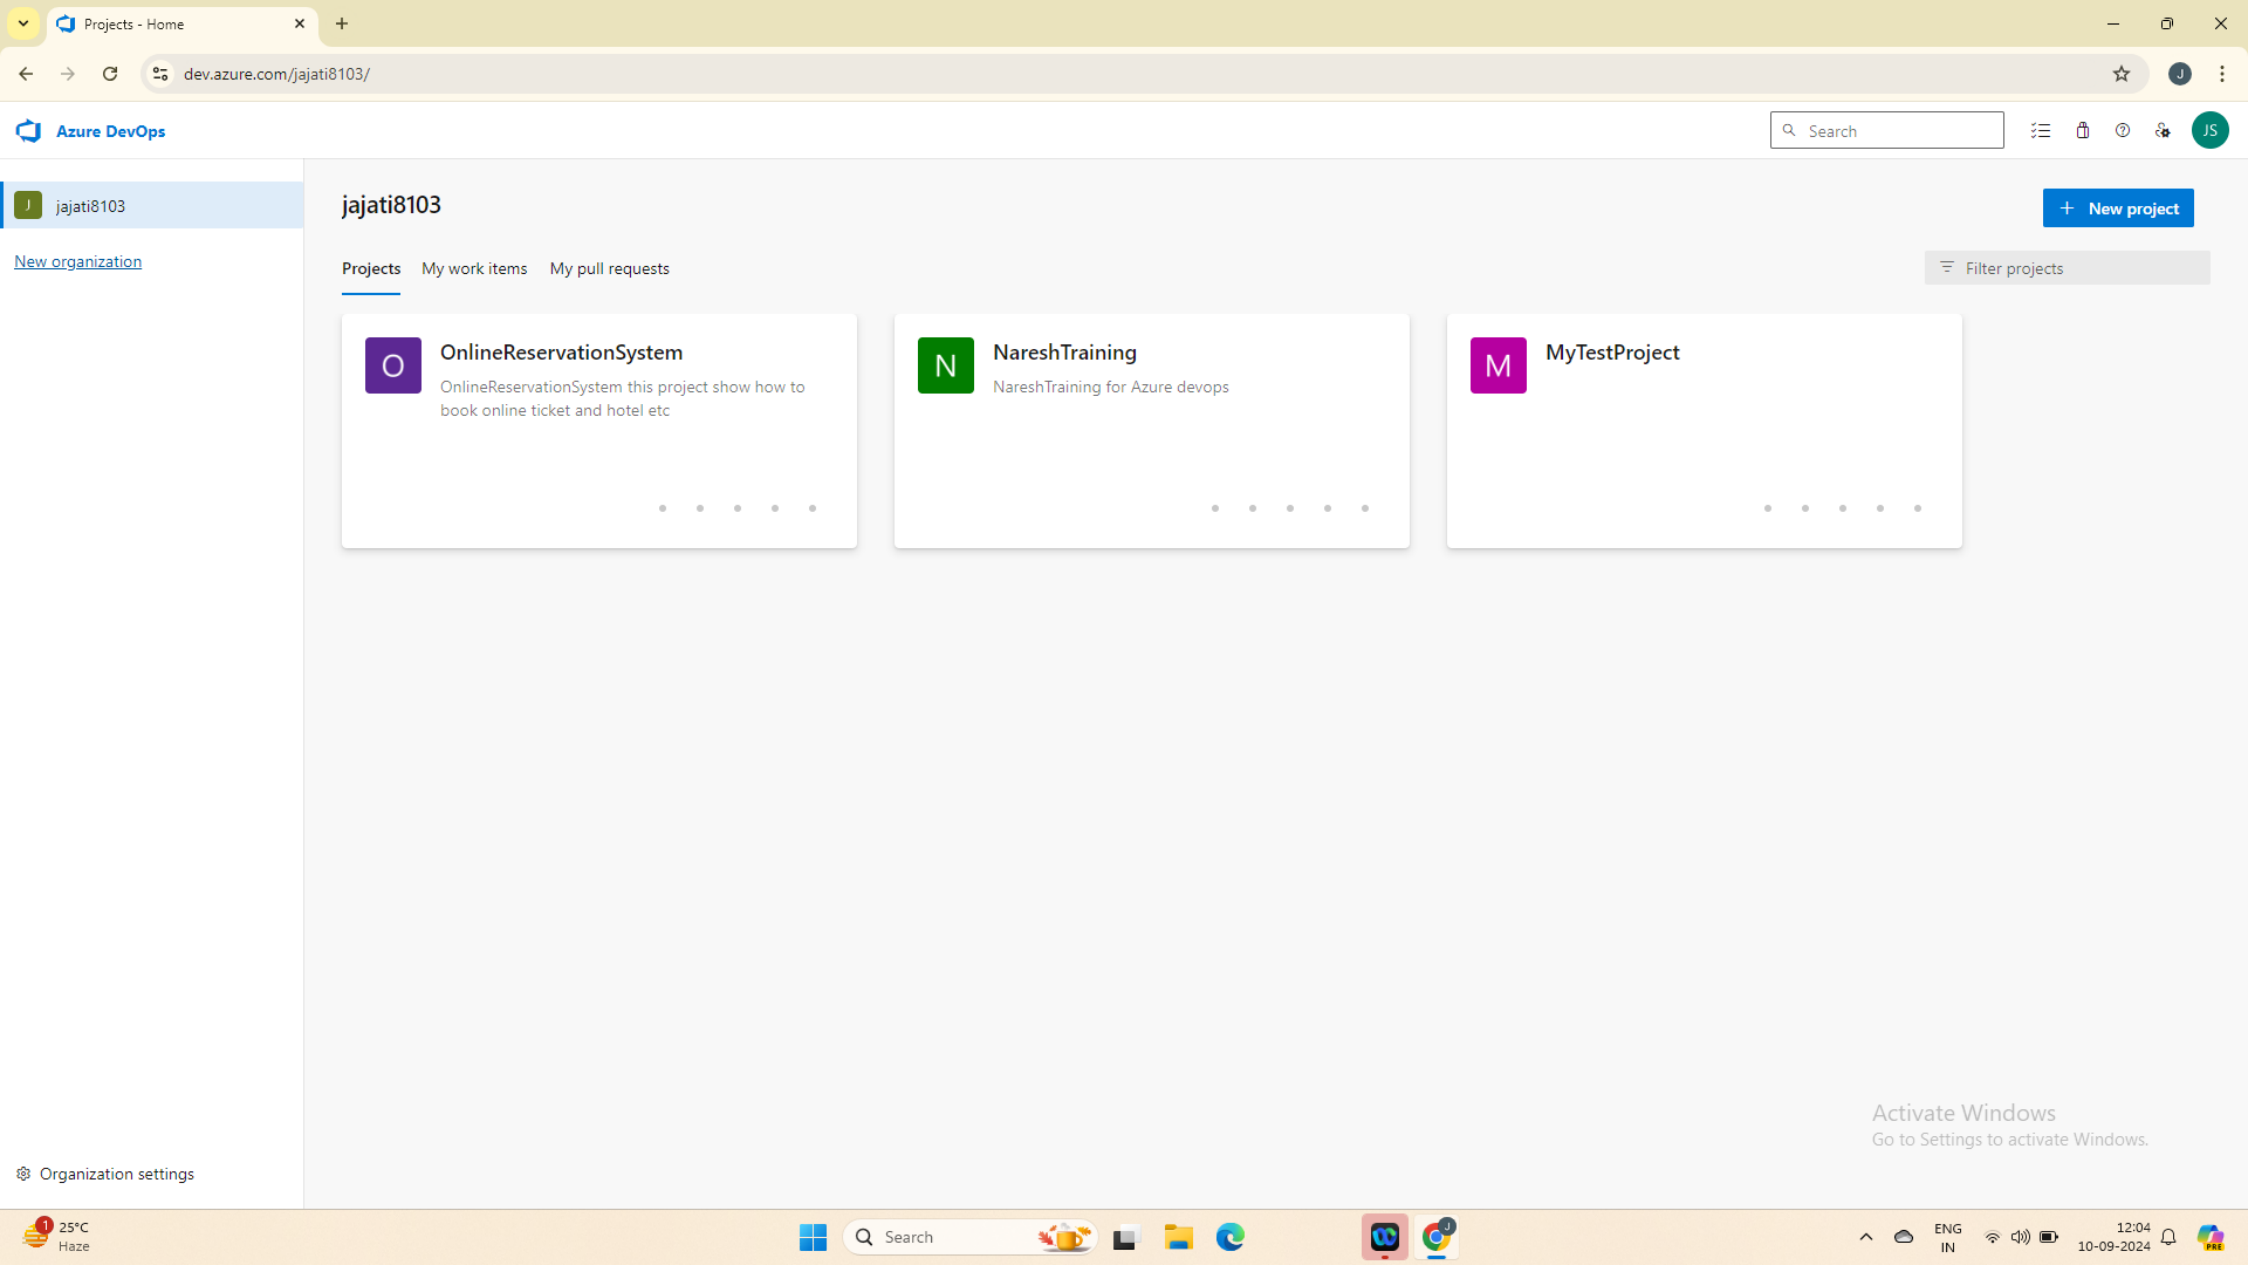 Projects - Home
dev.azure.com/jajati8103/
Azure DevOps
Search
JS
J
J jajati8103
New organization
jajati8103
New project
Projects My work items My pull requests
Filter projects
O
OnlineReservationSystem
OnlineReservationSystem this project show how to
book online ticket and hotel etc
N
NareshTraining
NareshTraining for Azure devops
M
MyTestProject
Activate Windows
Go to Settings to activate Windows.
Organization settings
1
25°C
Haze
Search
J
ENG
IN
12:04
10-09-2024
PRE